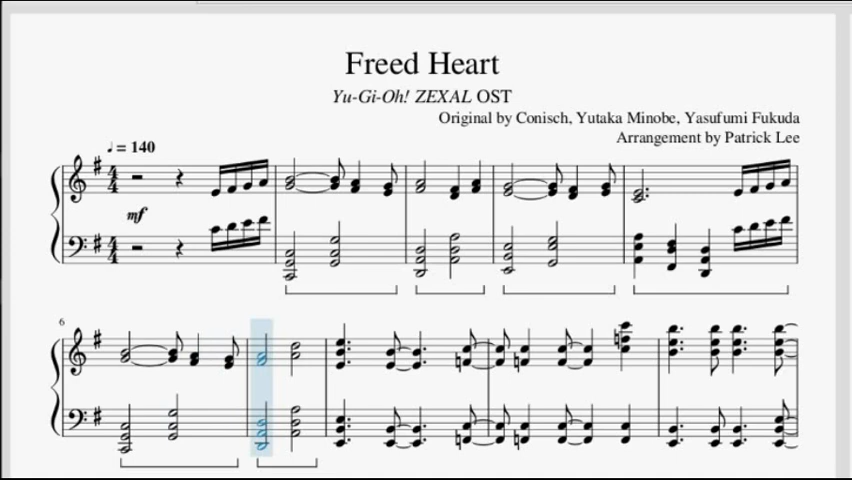 Freed Heart
Yu-Gi-Oh! ZEXAL OST
Original by Conisch, Yutaka Minobe, Yasufumi Fukuda
Arrangement by Patrick Lee
♩ = 140
mf
6